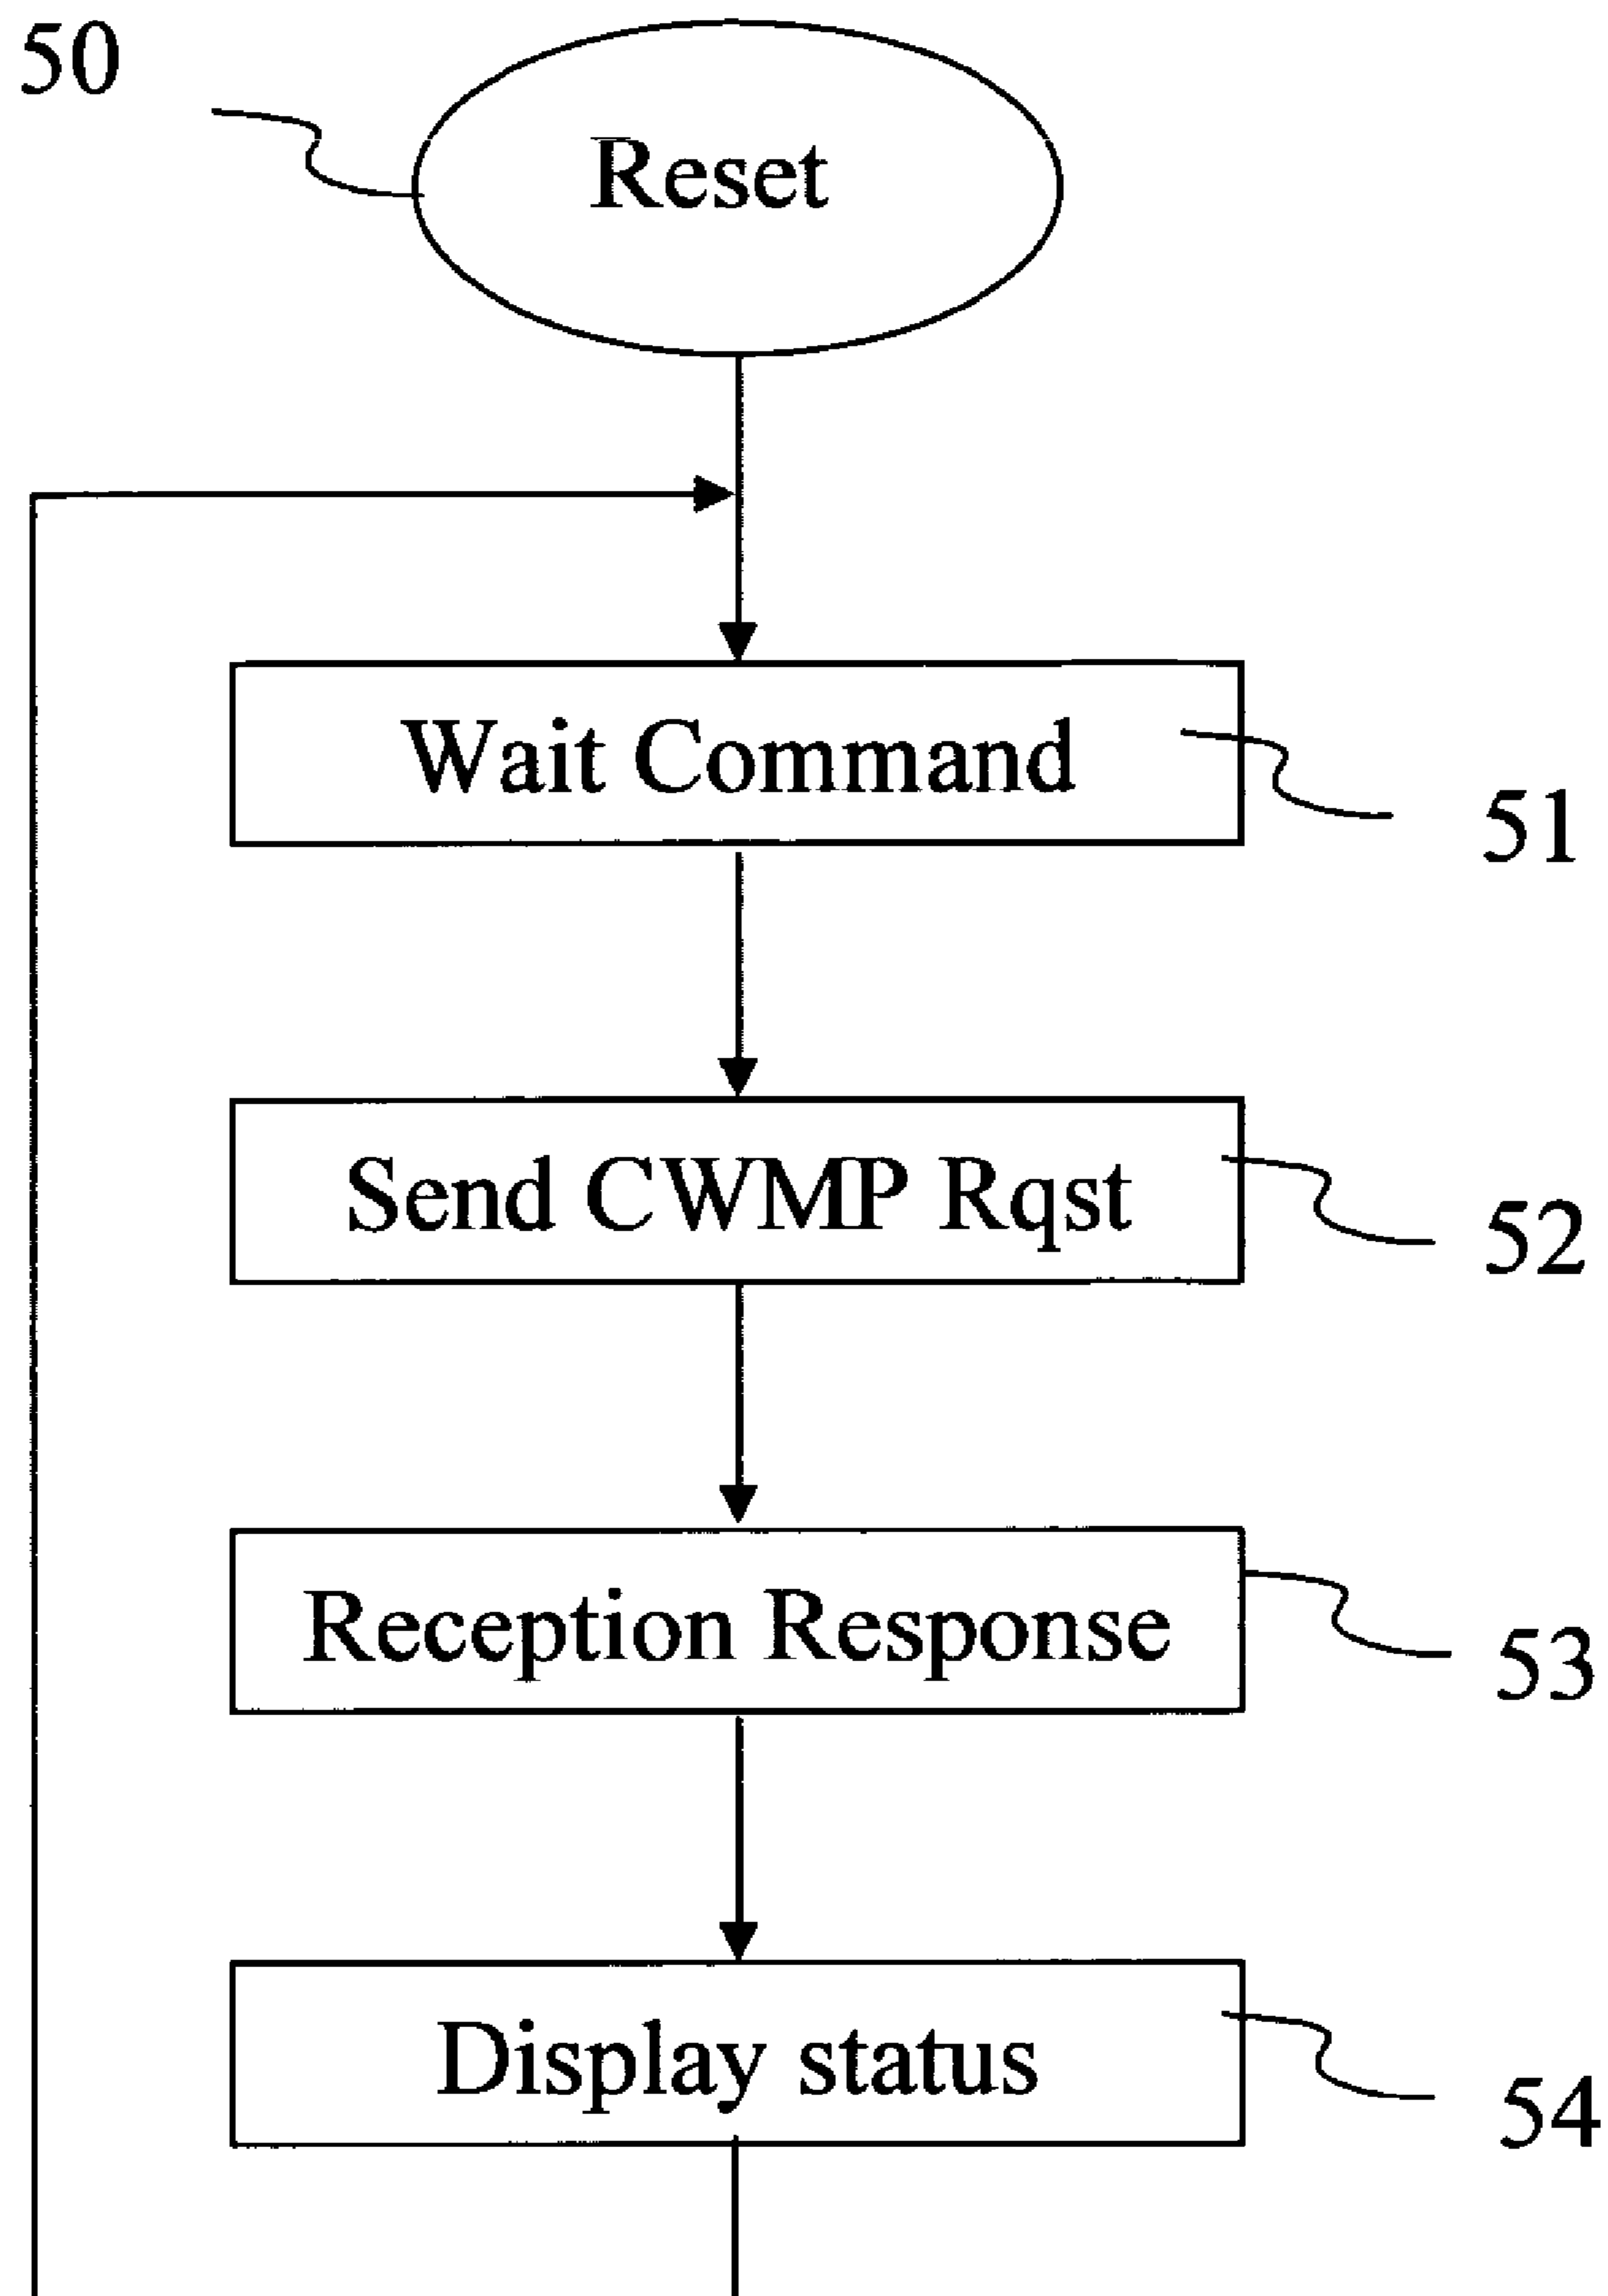 50
Reset
Wait Command
51
Send CWMP Rqst
52
Reception Response
53
Display status
54